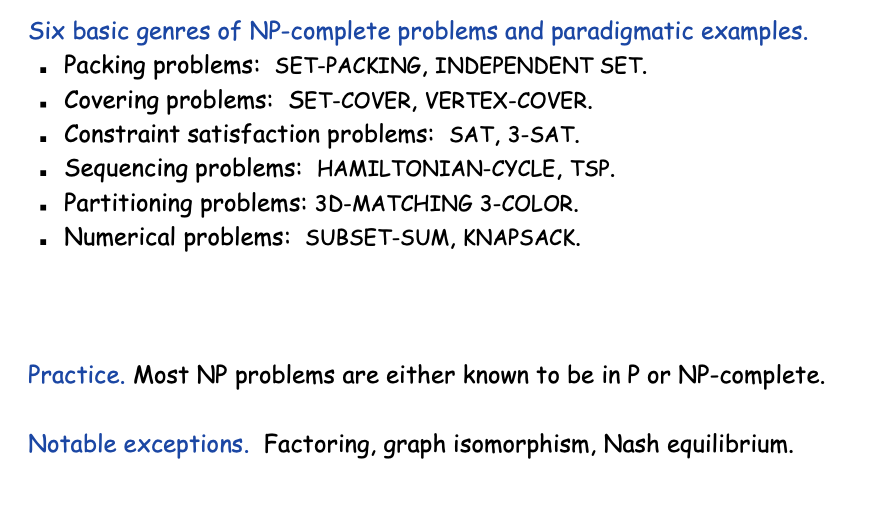 Six basic genres of NP-complete problems and paradigmatic examples.
▪ Packing problems: SET-PACKING, INDEPENDENT SET.
▪ Covering problems: SET-COVER, VERTEX-COVER.
▪ Constraint satisfaction problems: SAT, 3-SAT.
▪ Sequencing problems: HAMILTONIAN-CYCLE, TSP.
▪ Partitioning problems: 3D-MATCHING 3-COLOR.
▪ Numerical problems: SUBSET-SUM, KNAPSACK.
Practice. Most NP problems are either known to be in P or NP-complete.
Notable exceptions. Factoring, graph isomorphism, Nash equilibrium.